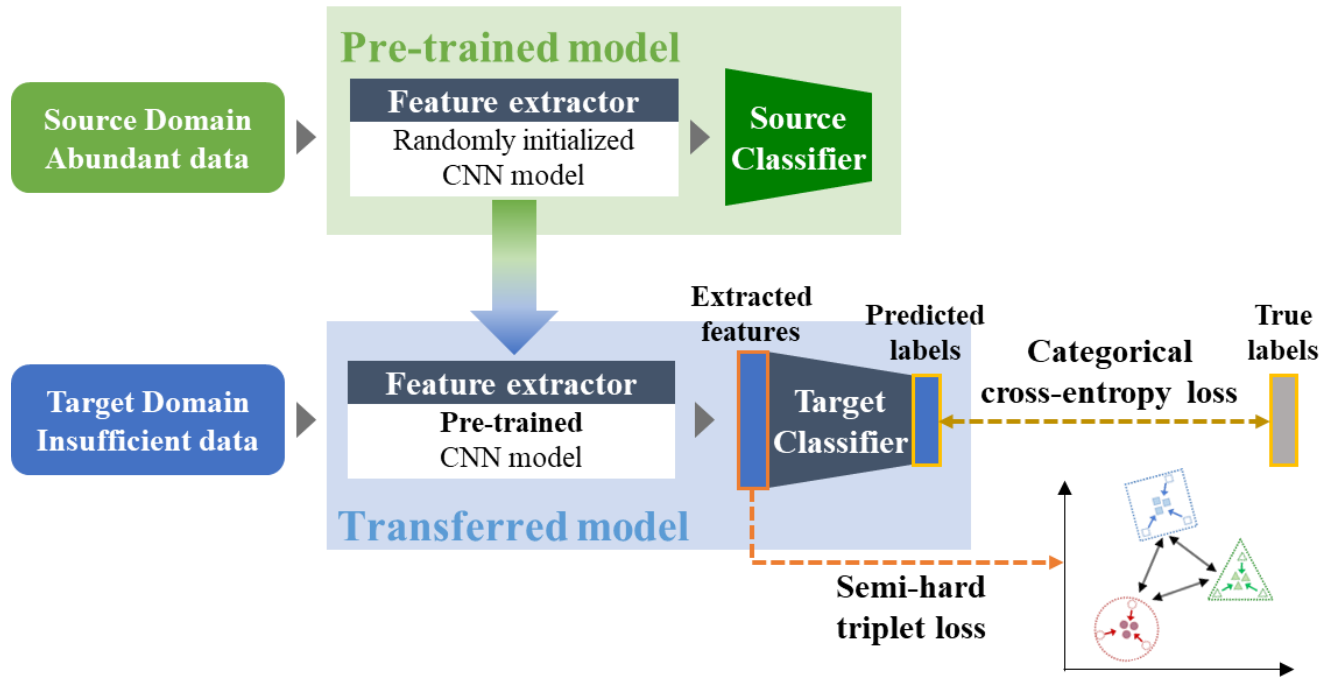 Pre-trained model
Source Domain
Abundant data
Feature extractor
Randomly initialized
CNN model
Source
Classifier
Target Domain
Insufficient data
Feature extractor
Pre-trained
CNN model
Transferred model
Extracted
features
Target
Classifier
Predicted
labels
Categorical
cross-entropy loss
True
labels
Semi-hard
triplet loss